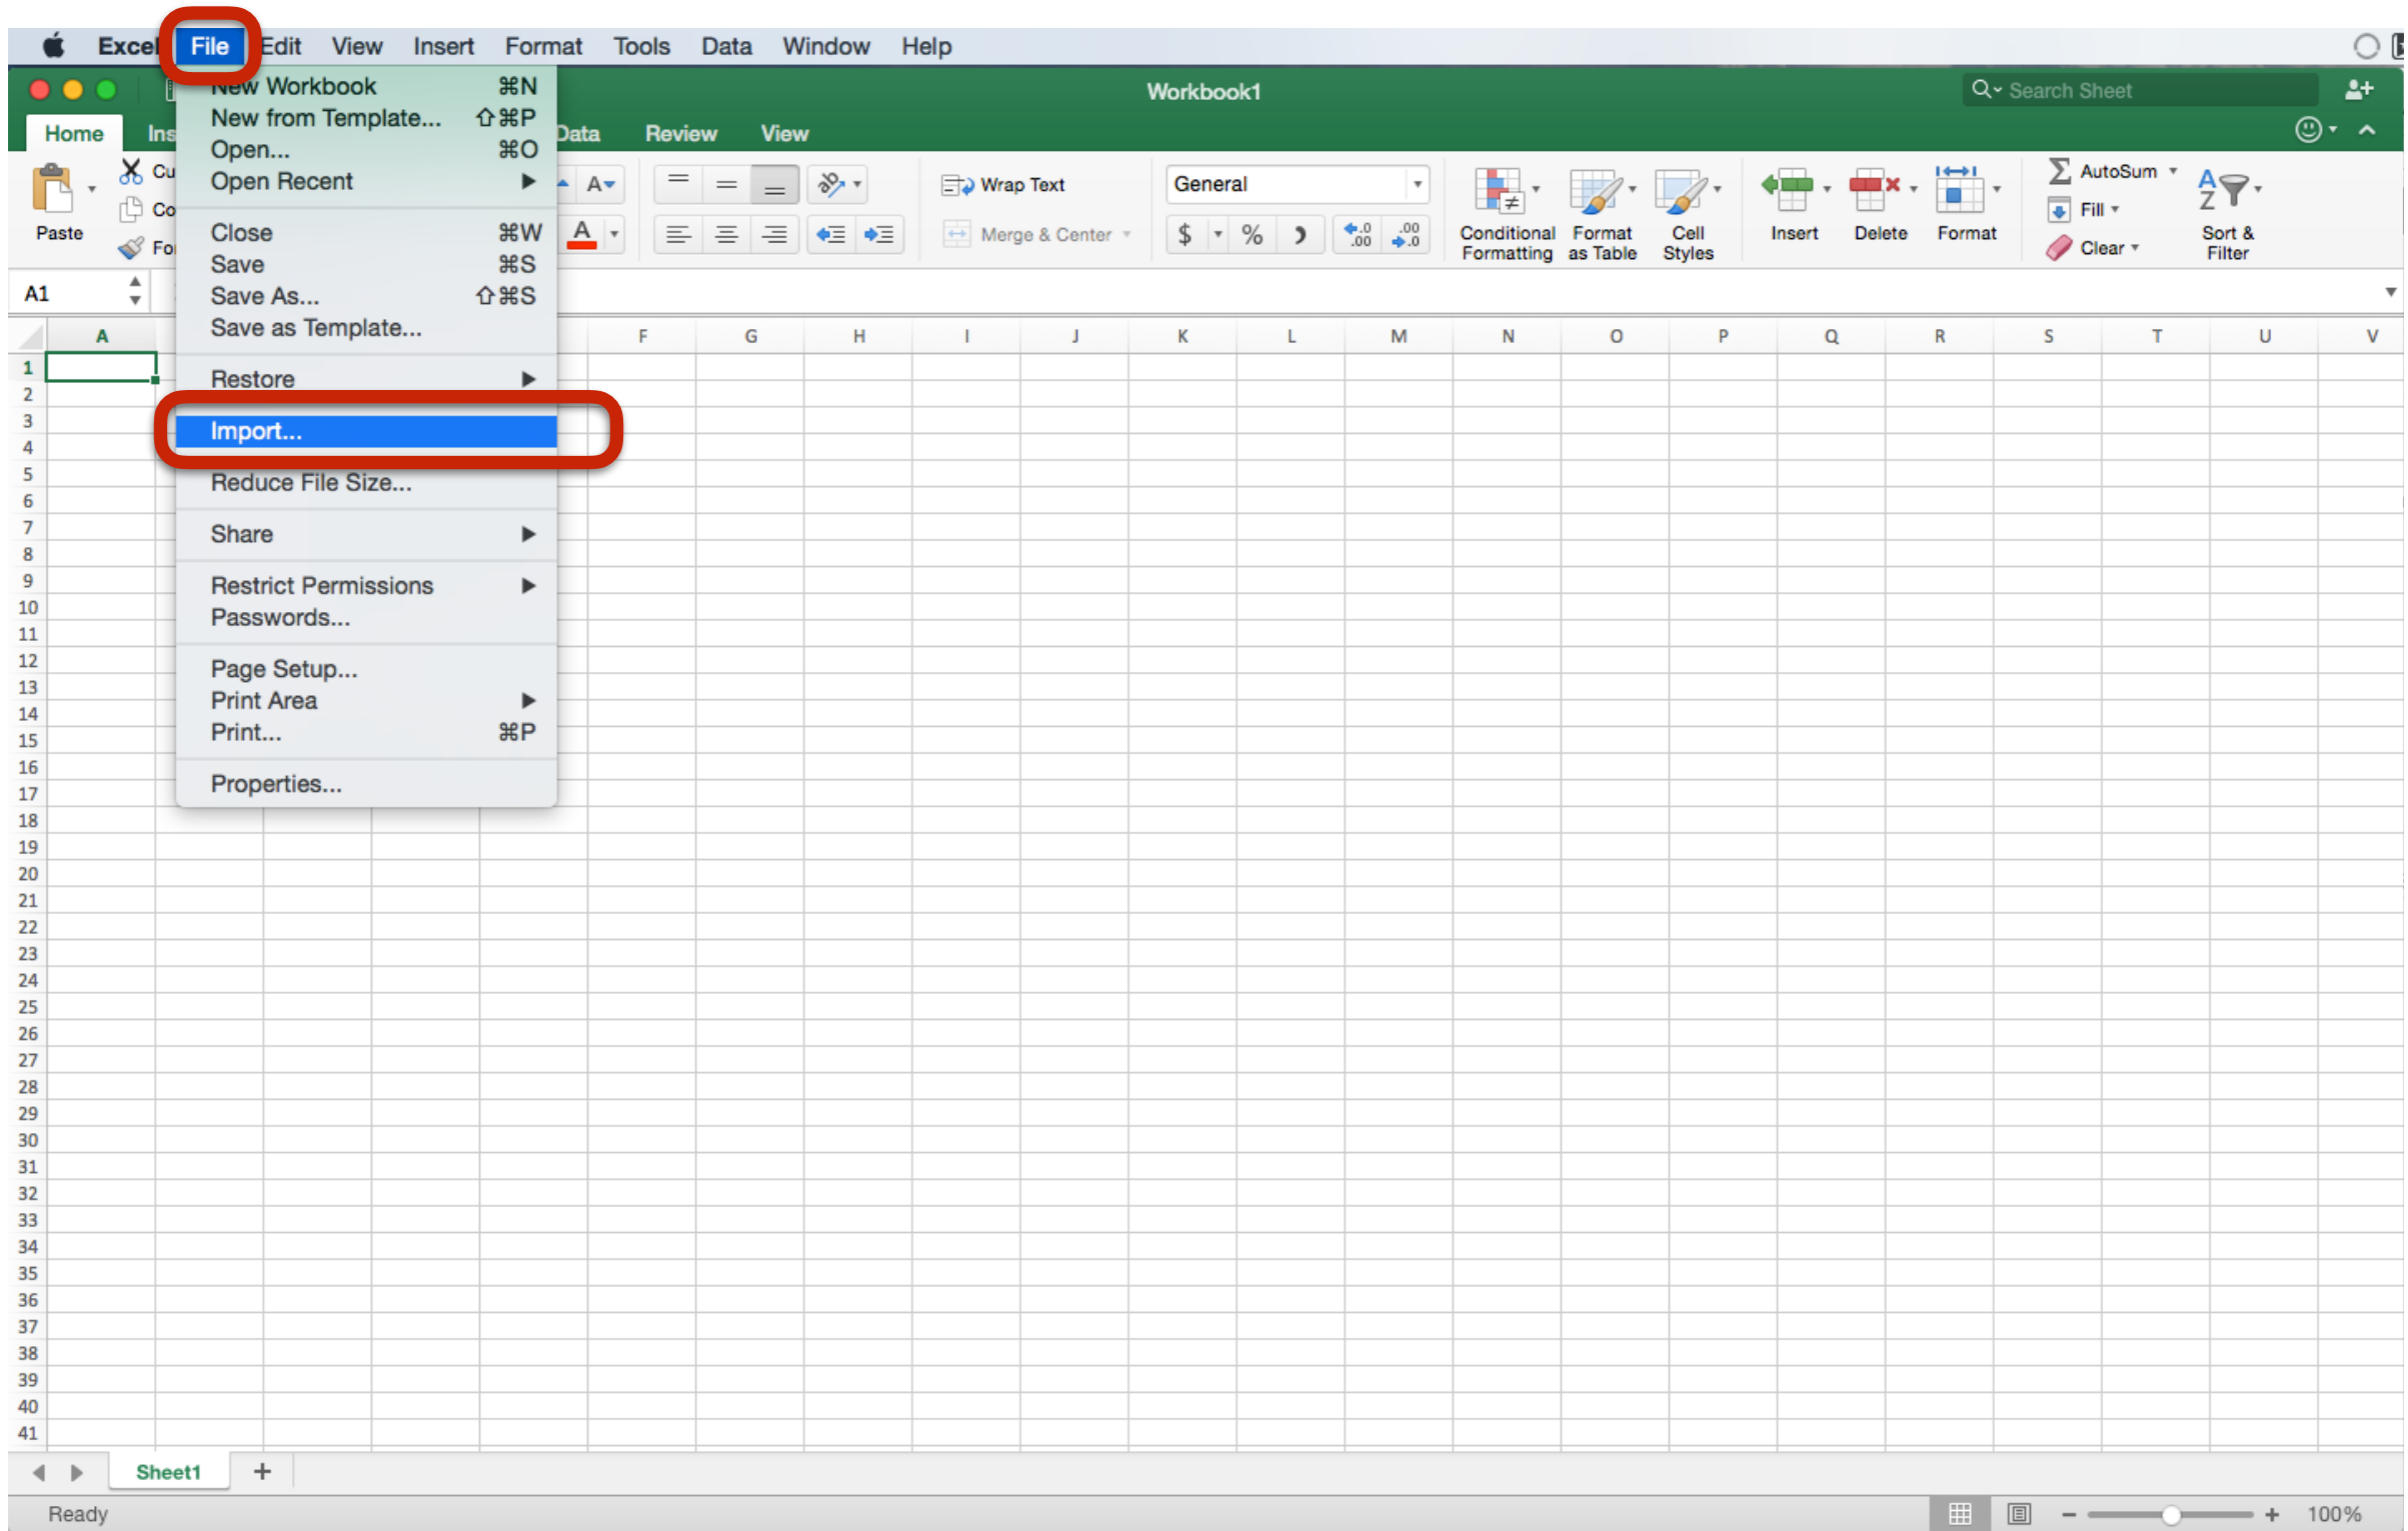 Excel File Edit View Insert Format Tools Data Window Help
Workbook1
Search Sheet
New Workbook ⌘N
New from Template... ⇧⌘P
Open... ⌘O
Open Recent
Close ⌘W
Save ⌘S
Save As... ⇧⌘S
Save as Template...
Restore
Import...
Reduce File Size...
Share
Restrict Permissions
Passwords...
Page Setup...
Print Area
Print... ⌘P
Properties...
Home Ins Data Review View
Paste
Cu
Co
For
Wrap Text
Merge & Center
General
$ %
Conditional Formatting
Format as Table
Cell Styles
Insert
Delete
Format
AutoSum
Fill
Clear
Sort & Filter
A1
A F G H I J K L M N O P Q R S T U V
1
2
3
4
5
6
7
8
9
10
11
12
13
14
15
16
17
18
19
20
21
22
23
24
25
26
27
28
29
30
31
32
33
34
35
36
37
38
39
40
41
Sheet1
Ready
100%